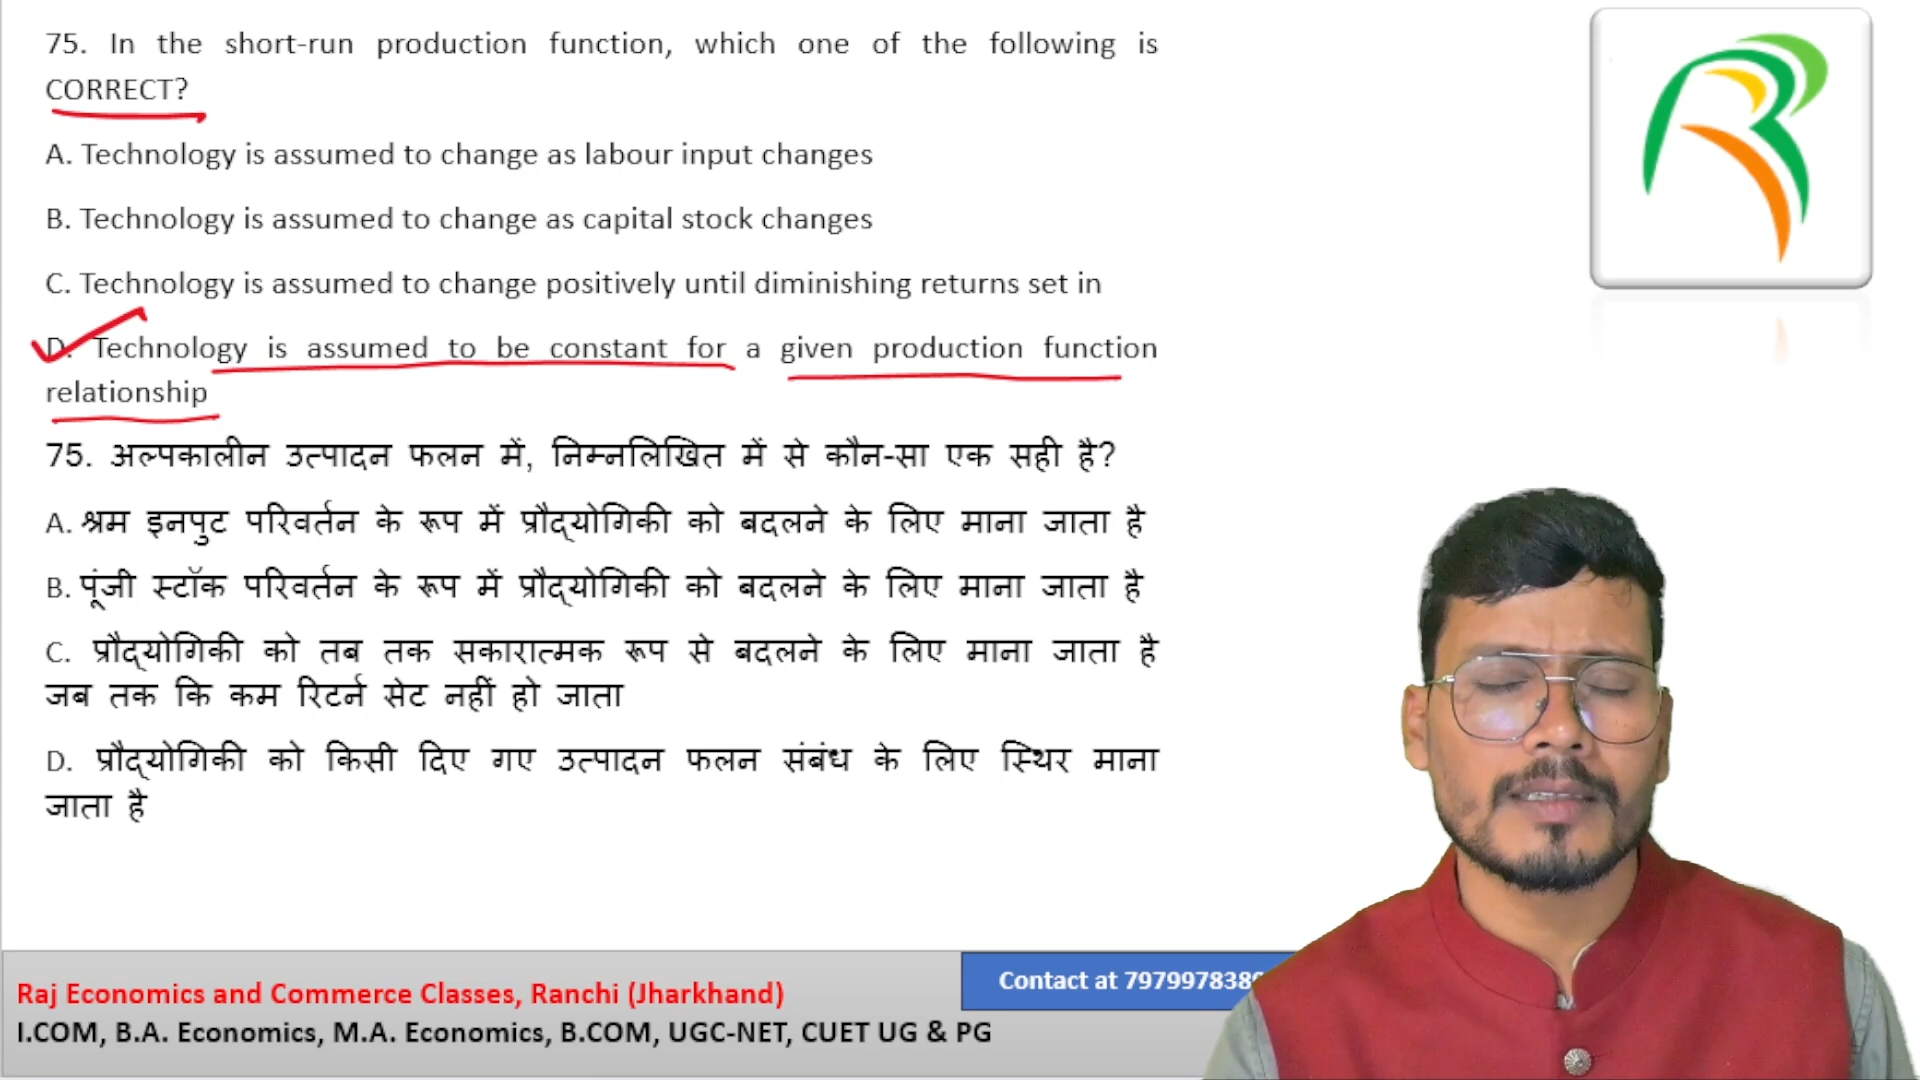 75. In the short-run production function, which one of the following is
CORRECT?
A. Technology is assumed to change as labour input changes
B. Technology is assumed to change as capital stock changes
C. Technology is assumed to change positively until diminishing returns set in
D. Technology is assumed to be constant for a given production function
relationship
75. अल्पकालीन उत्पादन फलन में, निम्नलिखित में से कौन-सा एक सही है?
A. श्रम इनपुट परिवर्तन के रूप में प्रौद्योगिकी को बदलने के लिए माना जाता है
B. पूंजी स्टॉक परिवर्तन के रूप में प्रौद्योगिकी को बदलने के लिए माना जाता है
C. प्रौद्योगिकी को तब तक सकारात्मक रूप से बदलने के लिए माना जाता है
जब तक कि कम रिटर्न सेट नहीं हो जाता
D. प्रौद्योगिकी को किसी दिए गए उत्पादन फलन संबंध के लिए स्थिर माना
जाता है
Contact at 797997838
Raj Economics and Commerce Classes, Ranchi (Jharkhand)
I.COM, B.A. Economics, M.A. Economics, B.COM, UGC-NET, CUET UG & PG